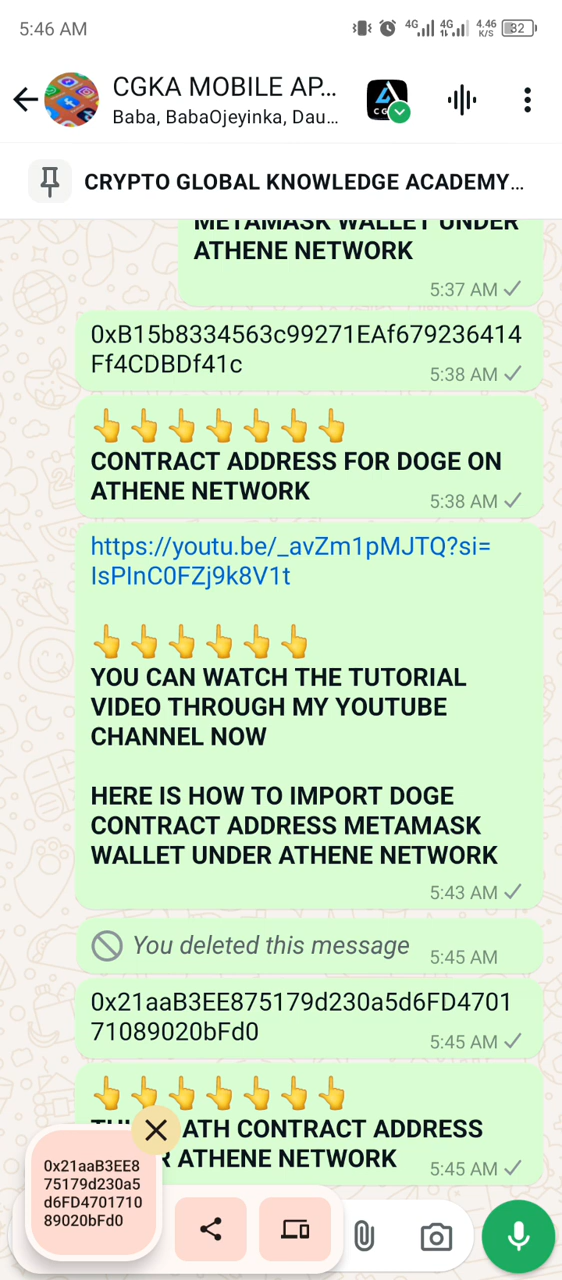 5:46 AM
4G 4G 4.46 K/S 32
CGKA MOBILE AP...
Baba, BabaOjeyinka, Dau...
CRYPTO GLOBAL KNOWLEDGE ACADEMY...
METAMASK WALLET UNDER
ATHENE NETWORK
5:37 AM
0xB15b8334563c99271EAf679236414
Ff4CDBDf41c
5:38 AM
👆👆👆👆👆👆👆
CONTRACT ADDRESS FOR DOGE ON
ATHENE NETWORK
5:38 AM
https://youtu.be/_avZm1pMJTQ?si=
IsPInC0FZj9k8V1t
👆👆👆👆👆👆
YOU CAN WATCH THE TUTORIAL
VIDEO THROUGH MY YOUTUBE
CHANNEL NOW
HERE IS HOW TO IMPORT DOGE
CONTRACT ADDRESS METAMASK
WALLET UNDER ATHENE NETWORK
5:43 AM
You deleted this message
5:45 AM
0x21aaB3EE875179d230a5d6FD4701
71089020bFd0
5:45 AM
👆👆👆👆👆👆👆
ATH CONTRACT ADDRESS
ATHENE NETWORK
5:45 AM
0x21aaB3EE8
75179d230a5
d6FD4701710
89020bFd0